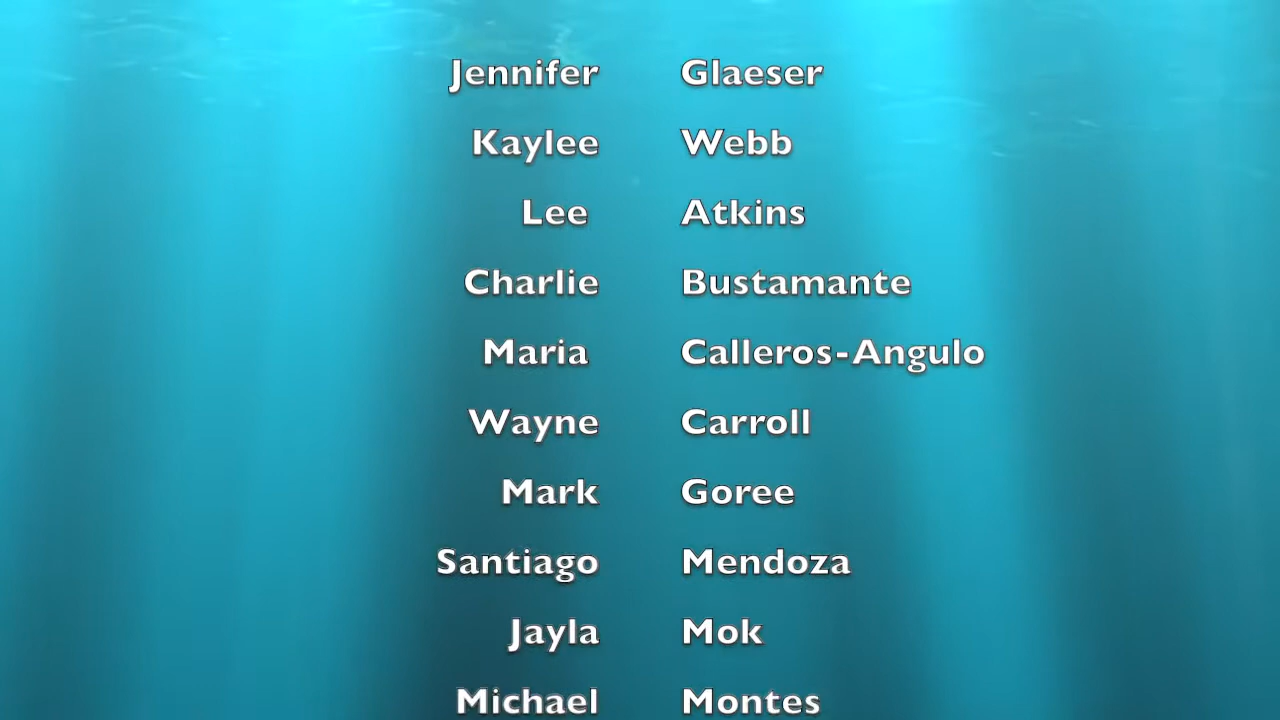 Jennifer Glaeser
Kaylee Webb
Lee Atkins
Charlie Bustamante
Maria Calleros-Angulo
Wayne Carroll
Mark Goree
Santiago Mendoza
Jayla Mok
Michael Montes